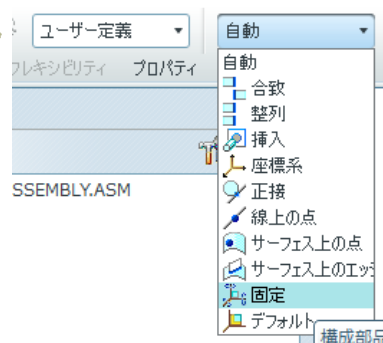 ユーザー定義
自動
フレキシビリティ
プロパティ
自動
合致
整列
挿入
SSEMBLY.ASM
座標系
正接
線上の点
サーフェス上の点
サーフェス上のエッジ
固定
デフォルト
構成部品